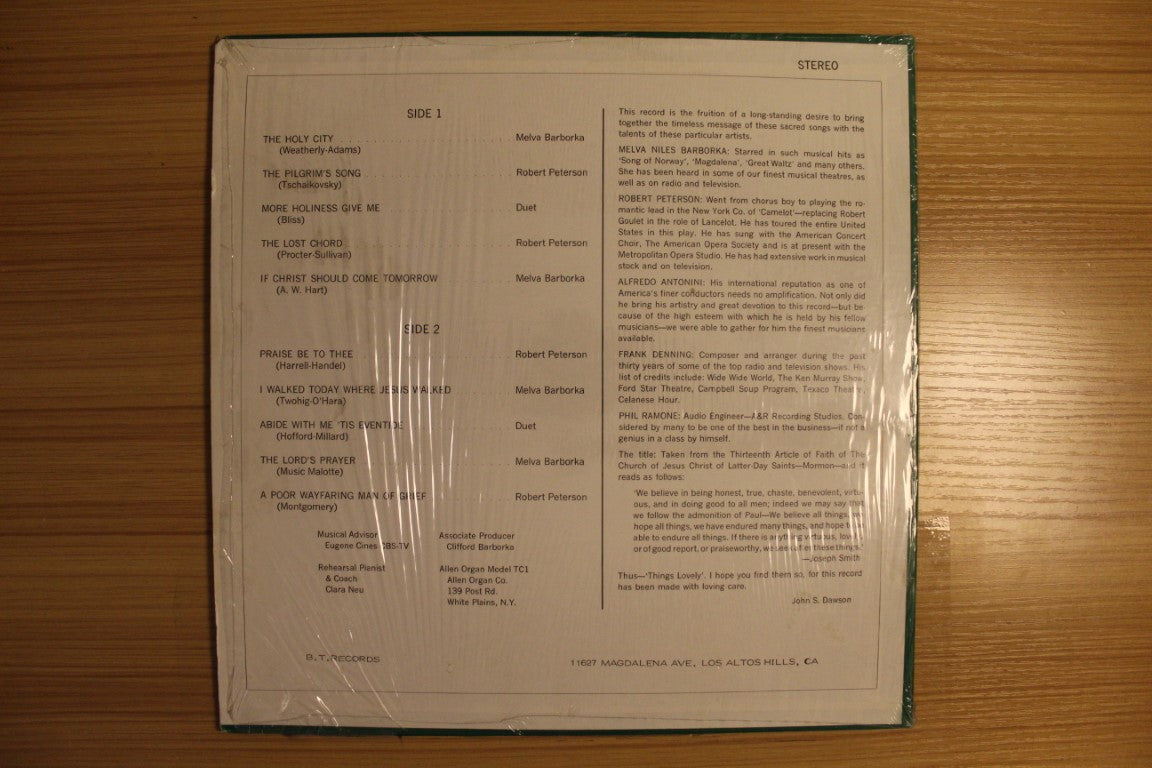 STEREO
SIDE 1
THE HOLY CITY . . . . . . . . . . . . . . . . Melva Barborka
(Weatherly-Adams)
THE PILGRIM'S SONG . . . . . . . . . . . . . . . . Robert Peterson
(Tschaikovsky)
MORE HOLINESS GIVE ME . . . . . . . . . . . . . . Duet
(Bliss)
THE LOST CHORD . . . . . . . . . . . . . . . . Robert Peterson
(Procter-Sullivan)
IF CHRIST SHOULD COME TOMORROW . . . . . . . . Melva Barborka
(A. W. Hart)
SIDE 2
PRAISE BE TO THEE . . . . . . . . . . . . . . . . Robert Peterson
(Harrell-Handel)
I WALKED TODAY WHERE JESUS WALKED . . . . . . . Melva Barborka
(Twohig-O'Hara)
ABIDE WITH ME 'TIS EVENTIDE . . . . . . . . . . . . Duet
(Hofford-Millard)
THE LORD'S PRAYER . . . . . . . . . . . . . . . . Melva Barborka
(Music Malotte)
A POOR WAYFARING MAN OF GRIEF . . . . . . . . . . Robert Peterson
(Montgomery)
Musical Advisor
Eugene Cines CBS-TV
Associate Producer
Clifford Barborka
Rehearsal Pianist
& Coach
Clara Neu
Allen Organ Model TC1
Allen Organ Co.
139 Post Rd.
White Plains, N.Y.
This record is the fruition of a long-standing desire to bring
together the timeless message of these sacred songs with the
talents of these particular artists.
MELVA NILES BARBORKA: Starred in such musical hits as
'Song of Norway', 'Magdalena', 'Great Waltz' and many others.
She has been heard in some of our finest musical theatres, as
well as on radio and television.
ROBERT PETERSON: Went from chorus boy to playing the ro-
mantic lead in the New York Co. of 'Camelot'—replacing Robert
Goulet in the role of Lancelot. He has toured the entire United
States in this play. He has sung with the American Concert
Choir, The American Opera Society and is at present with the
Metropolitan Opera Studio. He has had extensive work in musical
stock and on television.
ALFREDO ANTONINI: His international reputation as one of
America's finer conductors needs no amplification. Not only did
he bring his artistry and great devotion to this record—but be-
cause of the high esteem with which he is held by his fellow
musicians—we were able to gather for him the finest musicians
available.
FRANK DENNING: Composer and arranger during the past
thirty years of some of the top radio and television shows. His
list of credits include: Wide Wide World, The Ken Murray Show,
Ford Star Theatre, Campbell Soup Program, Texaco Theatre,
Celanese Hour.
PHIL RAMONE: Audio Engineer—A&R Recording Studios. Con-
sidered by many to be one of the best in the business—if not a
genius in a class by himself.
The title: Taken from the Thirteenth Article of Faith of The
Church of Jesus Christ of Latter-Day Saints—Mormon—and it
reads as follows:
'We believe in being honest, true, chaste, benevolent, virtu-
ous, and in doing good to all men; indeed we may say that
we follow the admonition of Paul—We believe all things, we
hope all things, we have endured many things, and hope to be
able to endure all things. If there is anything virtuous, lovely
or of good report, or praiseworthy, we seek after these things.'
—Joseph Smith
Thus—'Things Lovely'. I hope you find them so, for this record
has been made with loving care.
John S. Dawson
B.T. RECORDS
11627 MAGDALENA AVE, LOS ALTOS HILLS, CA